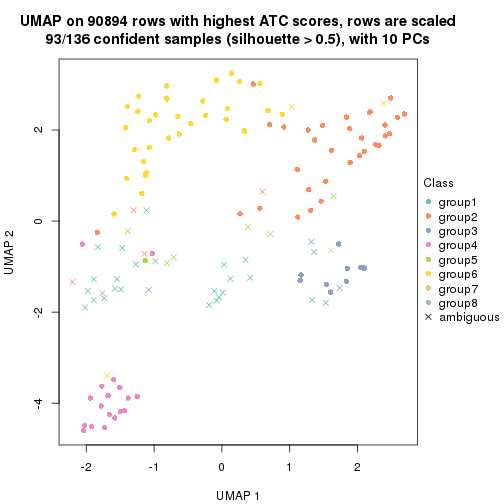 UMAP on 90894 rows with highest ATC scores, rows are scaled
93/136 confident samples (silhouette > 0.5), with 10 PCs
Class
group1
group2
group3
group4
group5
group6
group7
group8
ambiguous
UMAP 2
2
0
-2
-4
-2
-1
0
1
2
UMAP 1